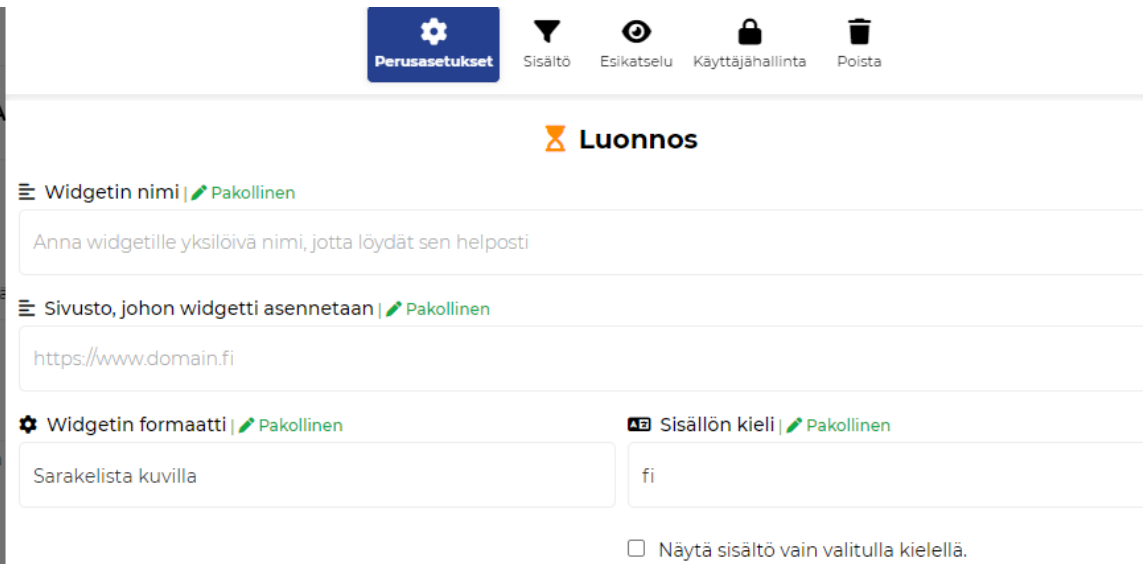 Perusasetukset Sisältö Esikatselu Käyttäjähallinta Poista
Luonnos
Widgetin nimi | Pakollinen
Anna widgetille yksilöivä nimi, jotta löydät sen helposti
Sivusto, johon widgetti asennetaan | Pakollinen
https://www.domain.fi
Widgetin formaatti | Pakollinen
Sisällön kieli | Pakollinen
Sarakelista kuvilla
fi
Näytä sisältö vain valitulla kielellä.